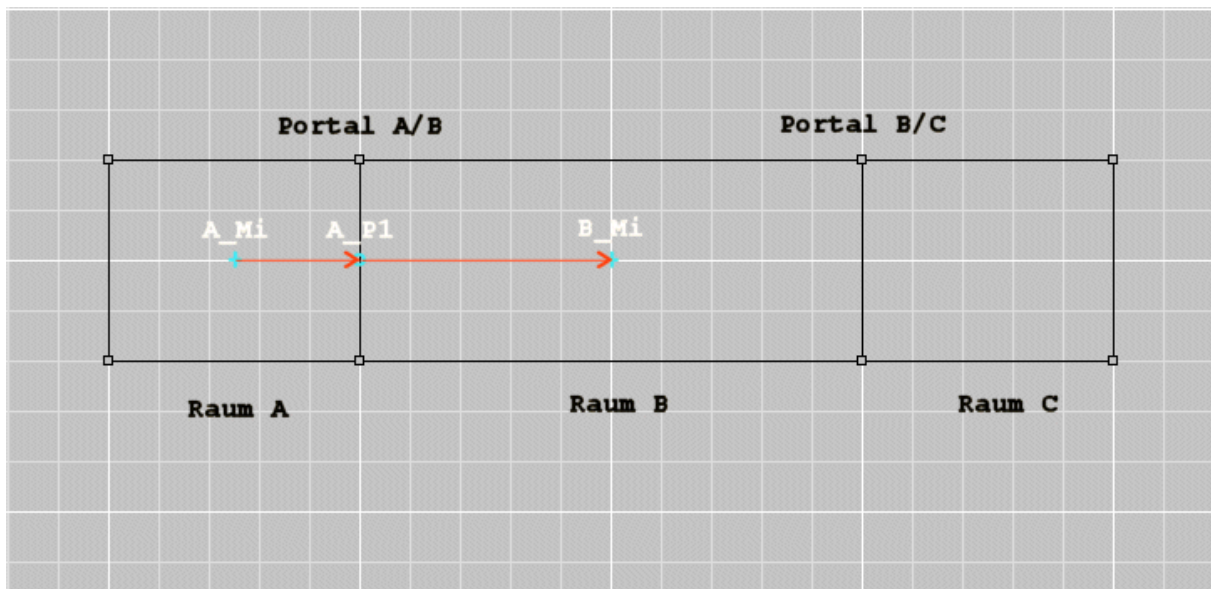 Portal A/B
Portal B/C
A_Mi
A_P1
B_Mi
Raum A
Raum B
Raum C